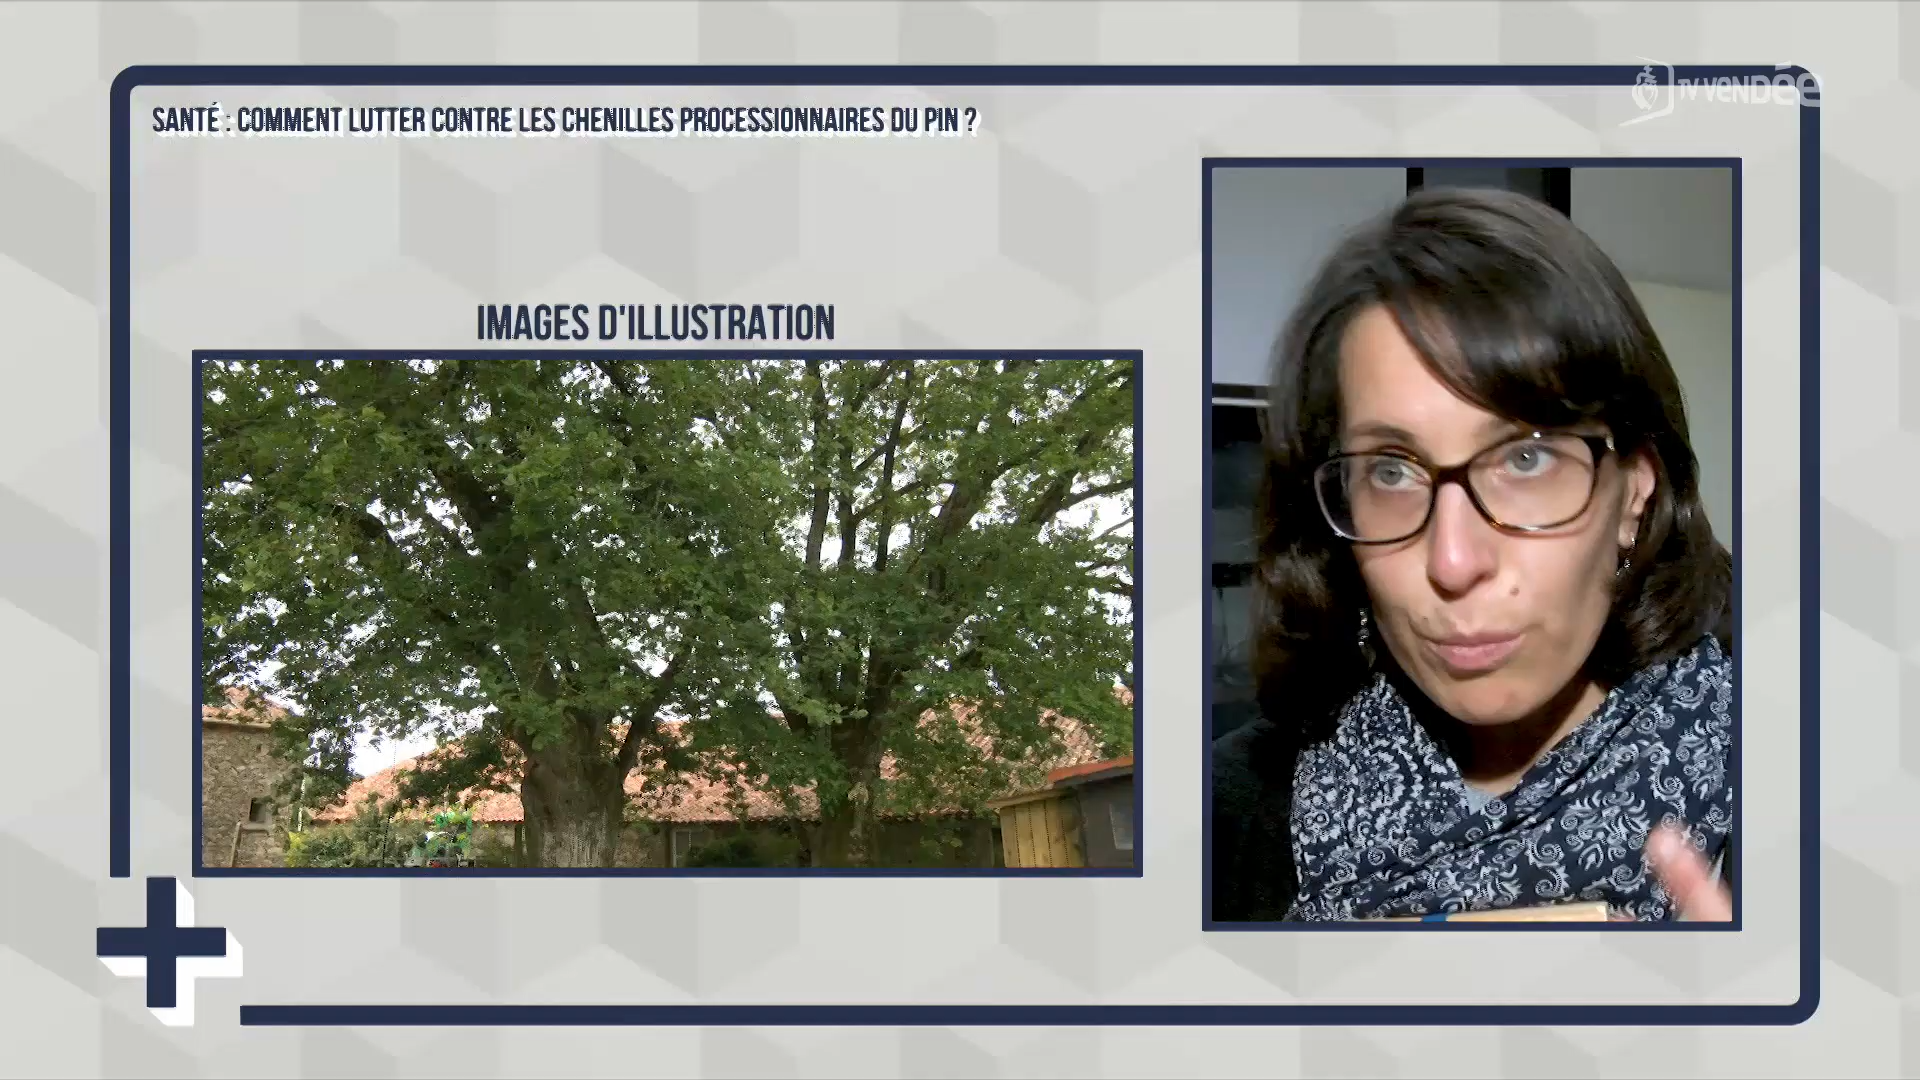 TV VENDÉE
SANTÉ : COMMENT LUTTER CONTRE LES CHENILLES PROCESSIONNAIRES DU PIN ?
IMAGES D'ILLUSTRATION